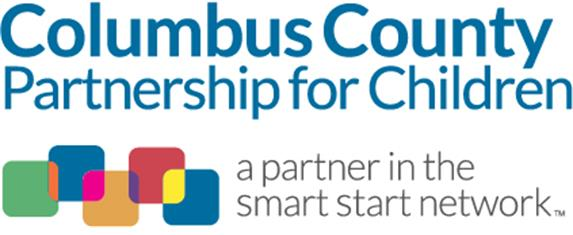 Columbus County
Partnership for Children
a partner in the
smart start network™